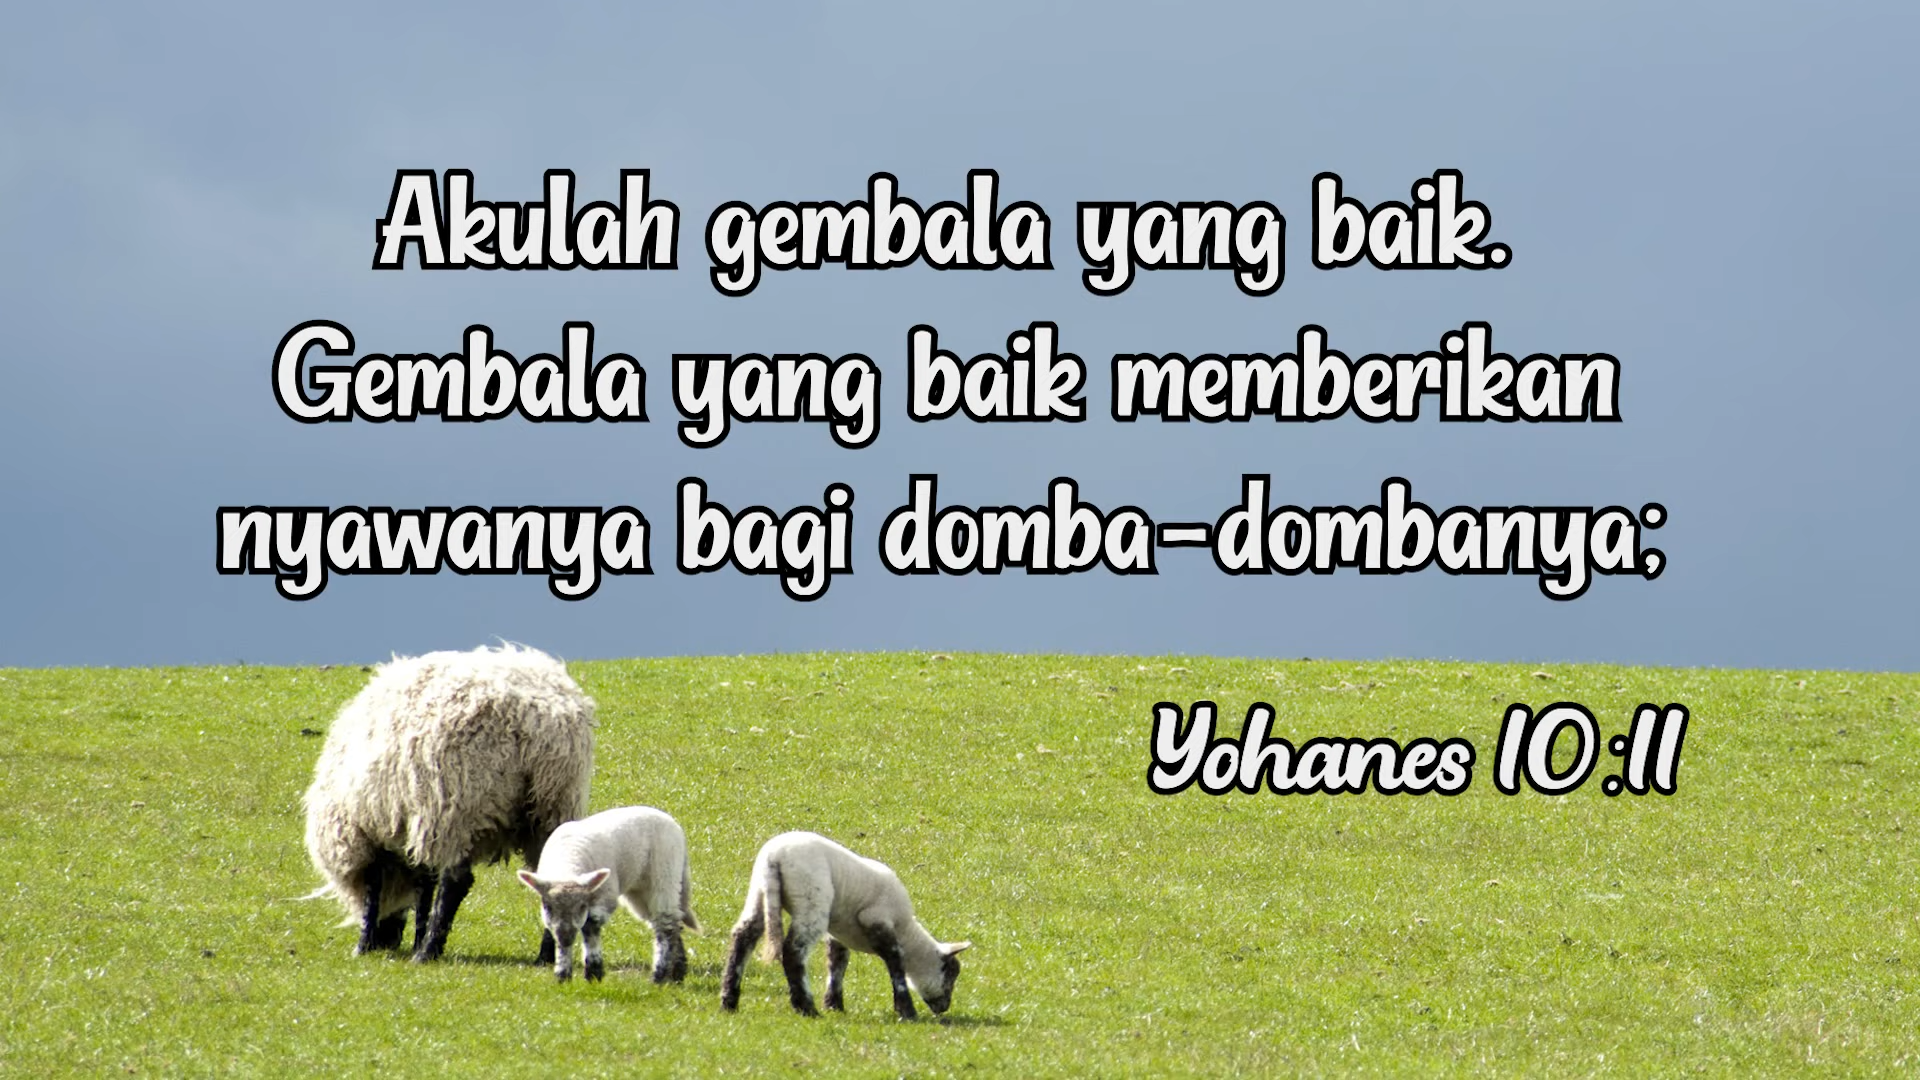 Akulah gembala yang baik.
Gembala yang baik memberikan
nyawanya bagi domba-dombanya;
Yohanes 10:11